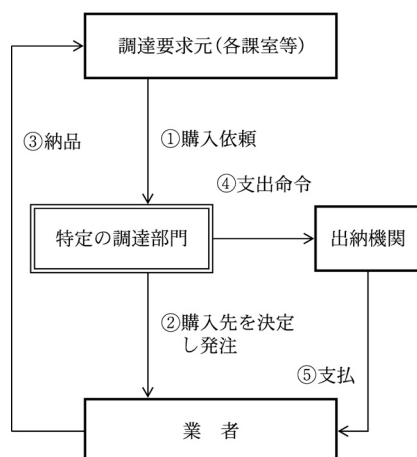 調達要求元(各課室等)
③納品
①購入依頼
④支出命令
特定の調達部門
出納機関
②購入先を決定
し発注
⑤支払
業 者